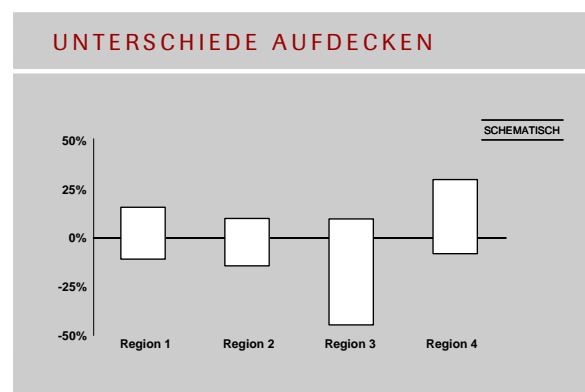 UNTERSCHIEDE AUFDECKEN
SCHEMATISCH
50%
25%
0%
-25%
-50%
Region 1 Region 2 Region 3 Region 4